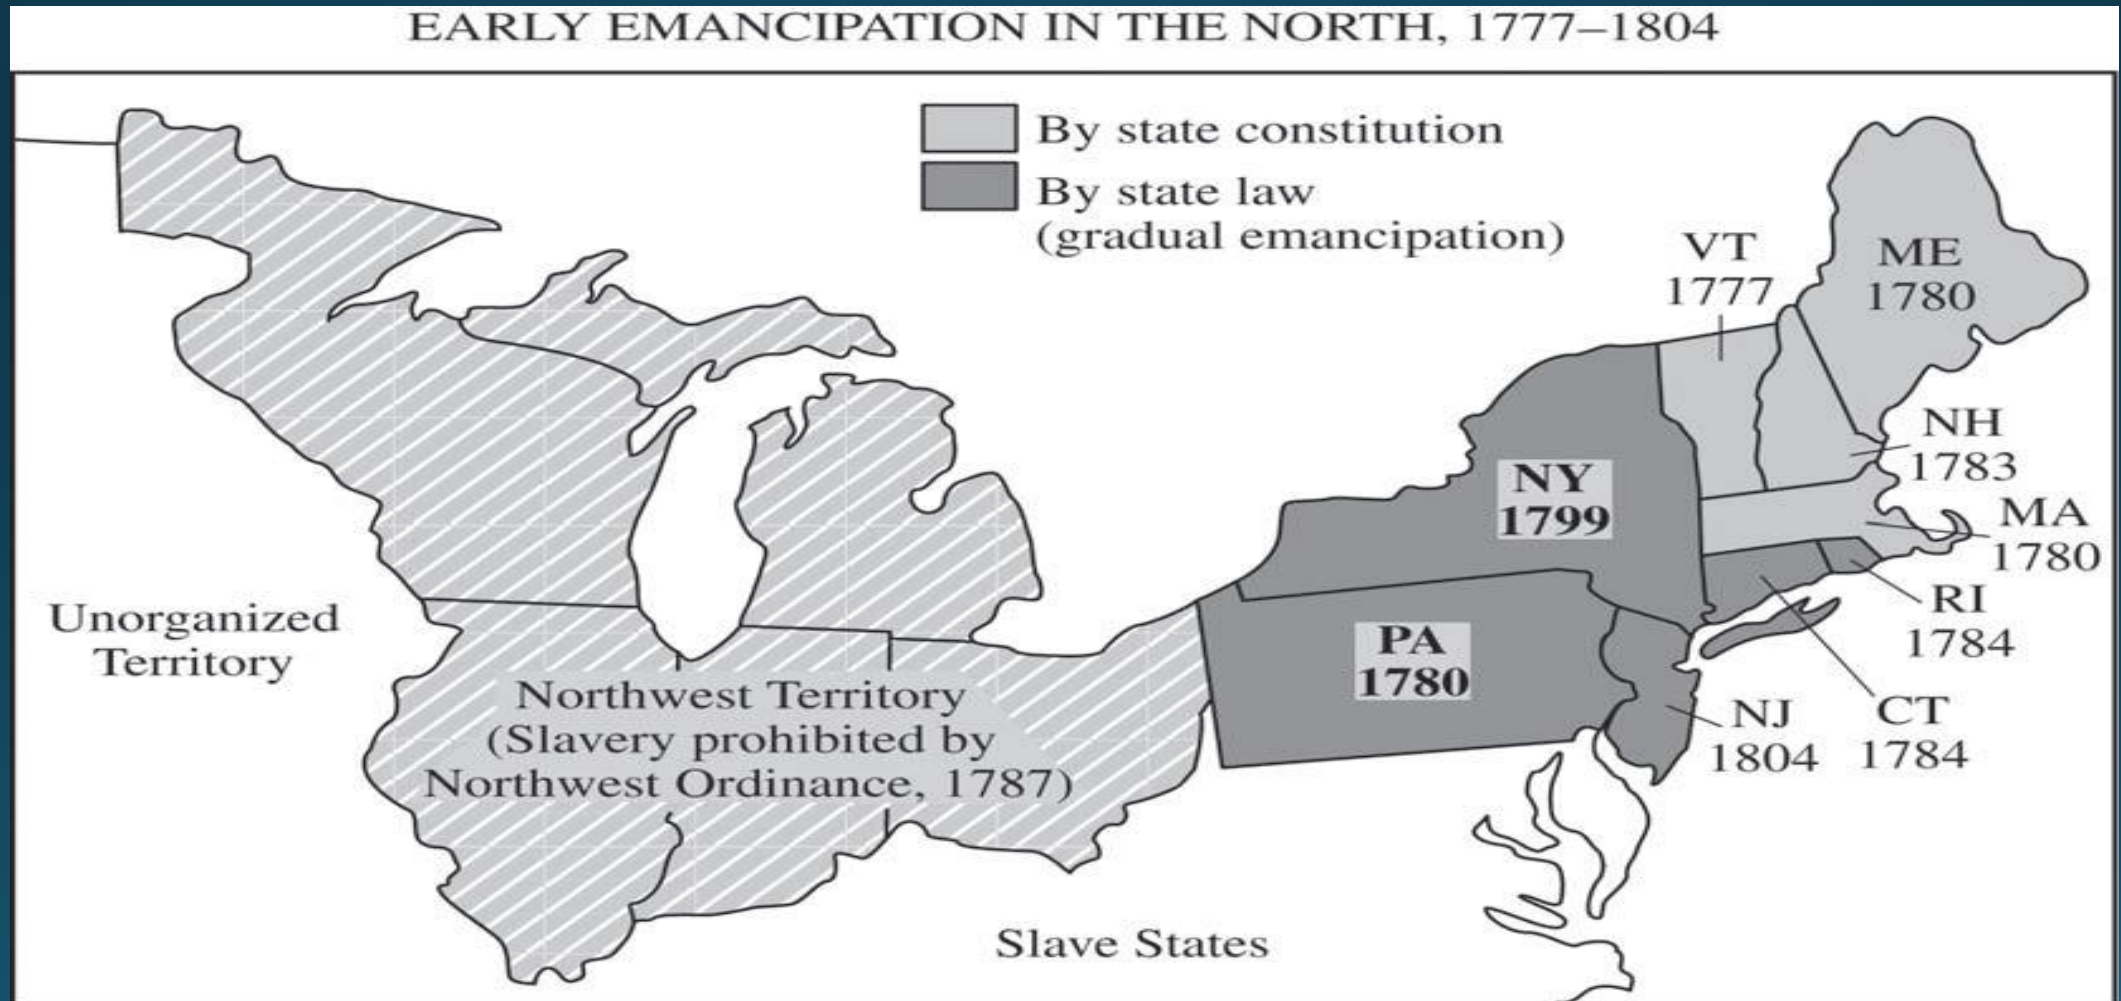 EARLY EMANCIPATION IN THE NORTH, 1777–1804
By state constitution
By state law
(gradual emancipation)
VT
1777
ME
1780
NH
1783
NY
1799
MA
1780
RI
1784
PA
1780
NJ
1804
CT
1784
Unorganized
Territory
Northwest Territory
(Slavery prohibited by
Northwest Ordinance, 1787)
Slave States